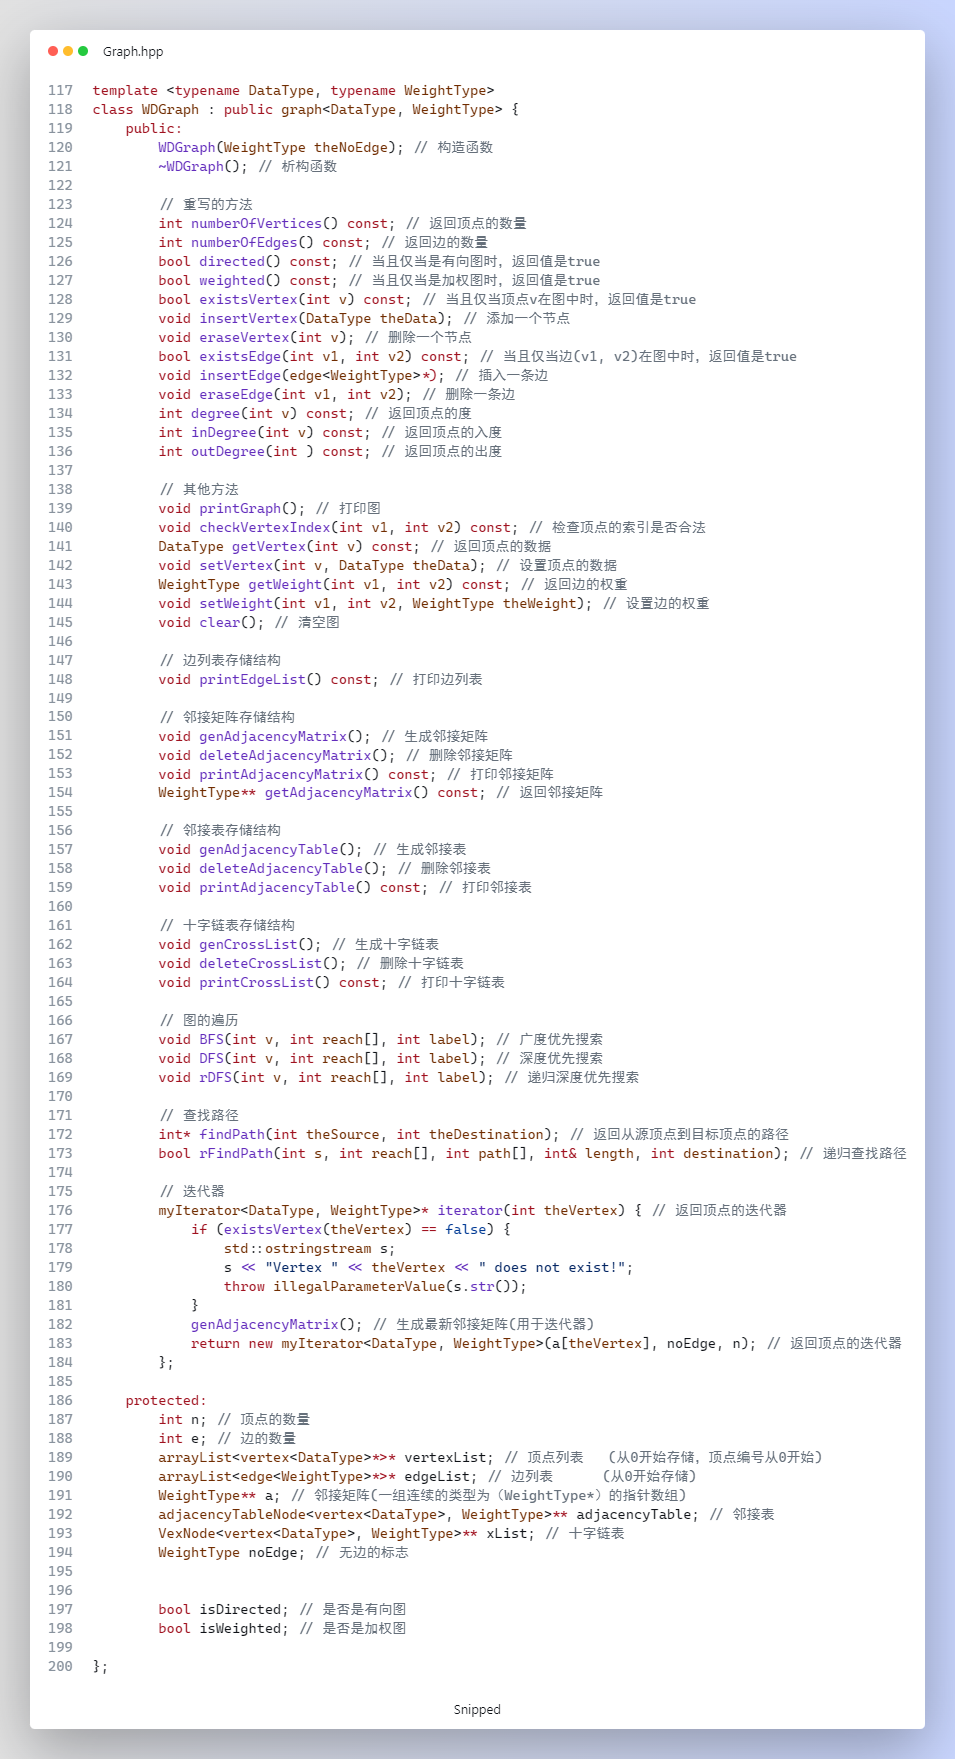 Graph.hpp
117 template <typename DataType, typename WeightType>
118 class WDGraph : public graph<DataType, WeightType> {
119     public:
120         WDGraph(WeightType theNoEdge); // 构造函数
121         ~WDGraph(); // 析构函数
122
123         // 重写的方法
124         int numberOfVertices() const; // 返回顶点的数量
125         int numberOfEdges() const; // 返回边的数量
126         bool directed() const; // 当且仅当是有向图时，返回值是true
127         bool weighted() const; // 当且仅当是加权图时，返回值是true
128         bool existsVertex(int v) const; // 当且仅当顶点v在图中时，返回值是true
129         void insertVertex(DataType theData); // 添加一个节点
130         void eraseVertex(int v); // 删除一个节点
131         bool existsEdge(int v1, int v2) const; // 当且仅当边(v1, v2)在图中时，返回值是true
132         void insertEdge(edge<WeightType>*); // 插入一条边
133         void eraseEdge(int v1, int v2); // 删除一条边
134         int degree(int v) const; // 返回顶点的度
135         int inDegree(int v) const; // 返回顶点的入度
136         int outDegree(int ) const; // 返回顶点的出度
137
138         // 其他方法
139         void printGraph(); // 打印图
140         void checkVertexIndex(int v1, int v2) const; // 检查顶点的索引是否合法
141         DataType getVertex(int v) const; // 返回顶点的数据
142         void setVertex(int v, DataType theData); // 设置顶点的数据
143         WeightType getWeight(int v1, int v2) const; // 返回边的权重
144         void setWeight(int v1, int v2, WeightType theWeight); // 设置边的权重
145         void clear(); // 清空图
146
147         // 边列表存储结构
148         void printEdgeList() const; // 打印边列表
149
150         // 邻接矩阵存储结构
151         void genAdjacencyMatrix(); // 生成邻接矩阵
152         void deleteAdjacencyMatrix(); // 删除邻接矩阵
153         void printAdjacencyMatrix() const; // 打印邻接矩阵
154         WeightType** getAdjacencyMatrix() const; // 返回邻接矩阵
155
156         // 邻接表存储结构
157         void genAdjacencyTable(); // 生成邻接表
158         void deleteAdjacencyTable(); // 删除邻接表
159         void printAdjacencyTable() const; // 打印邻接表
160
161         // 十字链表存储结构
162         void genCrossList(); // 生成十字链表
163         void deleteCrossList(); // 删除十字链表
164         void printCrossList() const; // 打印十字链表
165
166         // 图的遍历
167         void BFS(int v, int reach[], int label); // 广度优先搜索
168         void DFS(int v, int reach[], int label); // 深度优先搜索
169         void rDFS(int v, int reach[], int label); // 递归深度优先搜索
170
171         // 查找路径
172         int* findPath(int theSource, int theDestination); // 返回从源顶点到目标顶点的路径
173         bool rFindPath(int s, int reach[], int path[], int& length, int destination); // 递归查找路径
174
175         // 迭代器
176         myIterator<DataType, WeightType>* iterator(int theVertex) { // 返回顶点的迭代器
177             if (existsVertex(theVertex) == false) {
178                 std::ostringstream s;
179                 s << "Vertex " << theVertex << " does not exist!";
180                 throw illegalParameterValue(s.str());
181             }
182             genAdjacencyMatrix(); // 生成最新邻接矩阵(用于迭代器)
183             return new myIterator<DataType, WeightType>(a[theVertex], noEdge, n); // 返回顶点的迭代器
184         };
185
186     protected:
187         int n; // 顶点的数量
188         int e; // 边的数量
189         arrayList<vertex<DataType>*>* vertexList; // 顶点列表   (从0开始存储，顶点编号从0开始)
190         arrayList<edge<WeightType>*>* edgeList; // 边列表      (从0开始存储)
191         WeightType** a; // 邻接矩阵(一组连续的类型为（WeightType*）的指针数组)
192         adjacencyTableNode<vertex<DataType>, WeightType>** adjacencyTable; // 邻接表
193         VexNode<vertex<DataType>, WeightType>** xList; // 十字链表
194         WeightType noEdge; // 无边的标志
195
196
197         bool isDirected; // 是否是有向图
198         bool isWeighted; // 是否是加权图
199
200 };
Snipped